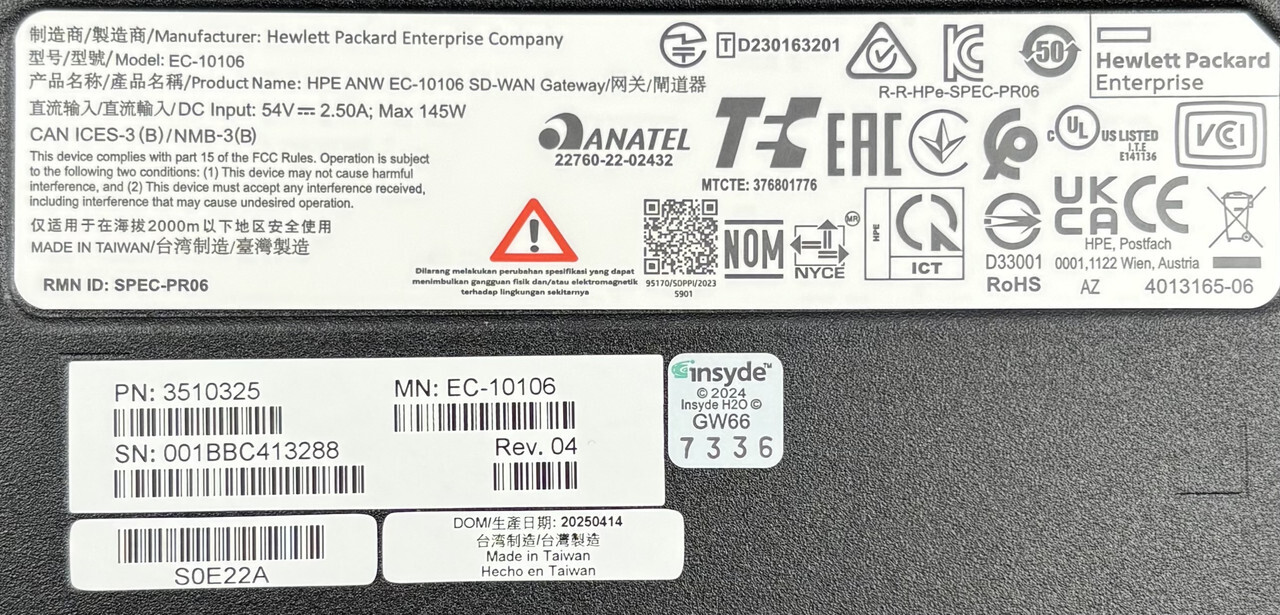 制造商/製造商/Manufacturer: Hewlett Packard Enterprise Company
型号/型號/Model: EC-10106
产品名称/產品名稱/Product Name: HPE ANW EC-10106 SD-WAN Gateway/网关/閘道器
直流输入/直流輸入/DC Input: 54V⎓ 2.50A; Max 145W
CAN ICES-3 (B)/NMB-3(B)
This device complies with part 15 of the FCC Rules. Operation is subject
to the following two conditions: (1) This device may not cause harmful
interference, and (2) This device must accept any interference received,
including interference that may cause undesired operation.
仅适用于在海拔2000m以下地区安全使用
MADE IN TAIWAN/台湾制造/臺灣製造
RMN ID: SPEC-PR06
T D230163201
R-R-HPe-SPEC-PR06
50
Hewlett Packard
Enterprise
ANATEL
22760-22-02432
MTCTE: 376801776
EAC
c UL US LISTED
I.T.E
E141136
VCI
Dilarang melakukan perubahan spesifikasi yang dapat
menimbulkan gangguan fisik dan/atau elektromagnetik
terhadap lingkungan sekitarnya
95170/SDPPI/2023
5901
NOM
MR
NYCE
HPE
ICT
D33001
RoHS
UK
CA
CE
HPE, Postfach
0001,1122 Wien, Austria
AZ
4013165-06
PN: 3510325
MN: EC-10106
SN: 001BBC413288
Rev. 04
insyde™
© 2024
Insyde H2O ©
GW66
7336
S0E22A
DOM/生產日期: 20250414
台湾制造/台灣製造
Made in Taiwan
Hecho en Taiwan